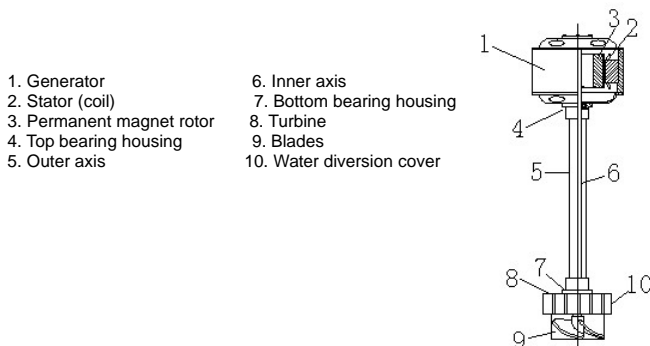 1. Generator
2. Stator (coil)
3. Permanent magnet rotor
4. Top bearing housing
5. Outer axis
6. Inner axis
7. Bottom bearing housing
8. Turbine
9. Blades
10. Water diversion cover
3
2
1
4
5
6
7
8
10
9